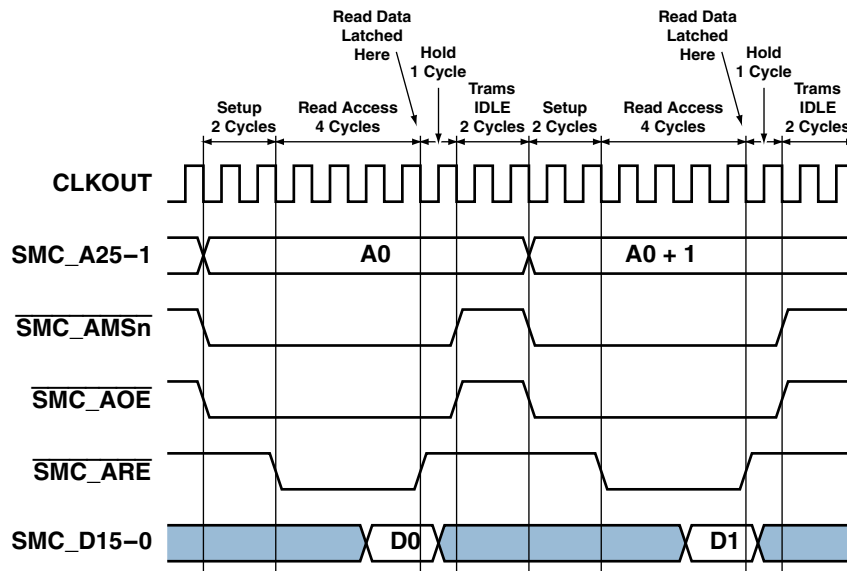 Read Data
Latched
Here
Hold
1 Cycle
Read Data
Latched
Here
Hold
1 Cycle
Setup
2 Cycles
Read Access
4 Cycles
Trams
IDLE
2 Cycles
Setup
2 Cycles
Read Access
4 Cycles
Trams
IDLE
2 Cycles
CLKOUT
SMC_A25–1
A0
A0 + 1
SMC_AMSn
SMC_AOE
SMC_ARE
SMC_D15–0
D0
D1